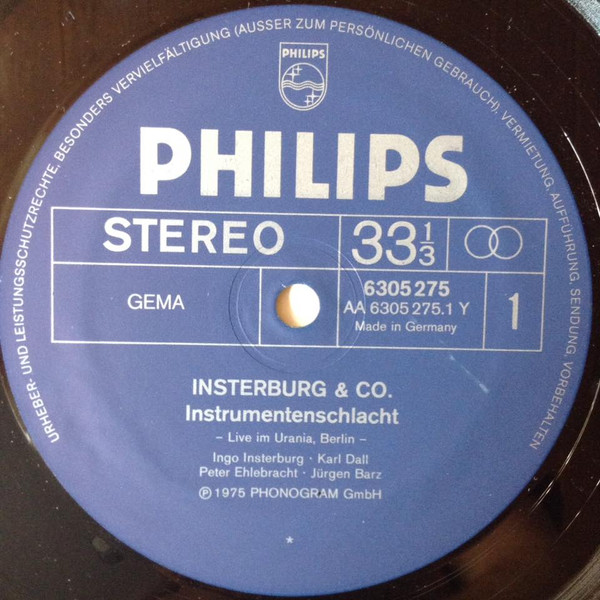 URHEBER- UND LEISTUNGSSCHUTZRECHTE, BESONDERS VERVIELFÄLTIGUNG (AUSSER ZUM PERSÖNLICHEN GEBRAUCH), VERMIETUNG, AUFFÜHRUNG, SENDUNG, VORBEHALTEN
PHILIPS
PHILIPS
STEREO 33 1/3
GEMA
6305 275
AA 6305 275.1 Y
Made in Germany
1
INSTERBURG & CO.
Instrumentenschlacht
– Live im Urania, Berlin –
Ingo Insterburg · Karl Dall
Peter Ehlebracht · Jürgen Barz
℗ 1975 PHONOGRAM GmbH
*